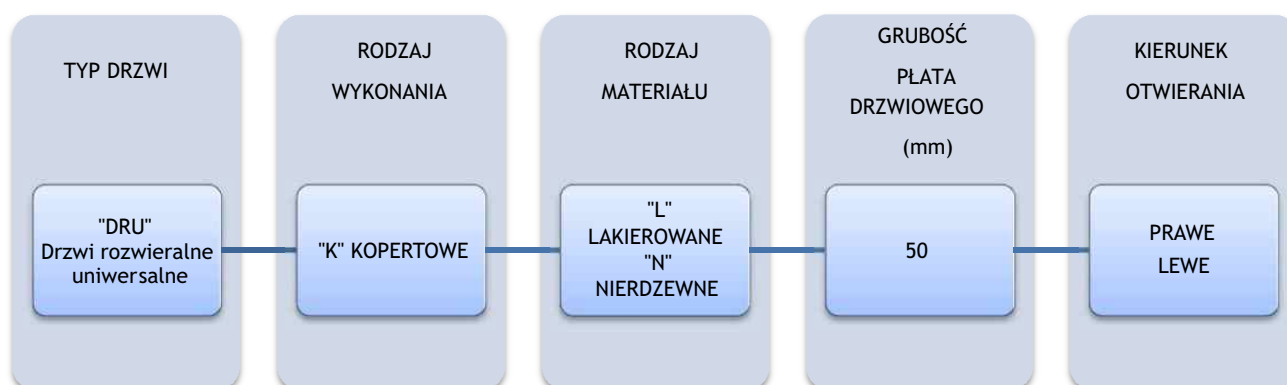 TYP DRZWI
"DRU"
Drzwi rozwieralne
uniwersalne
RODZAJ
WYKONANIA
"K" KOPERTOWE
RODZAJ
MATERIAŁU
"L"
LAKIEROWANE
"N"
NIERDZEWNE
GRUBOŚĆ
PŁATA
DRZWIOWEGO
(mm)
50
KIERUNEK
OTWIERANIA
PRAWE
LEWE